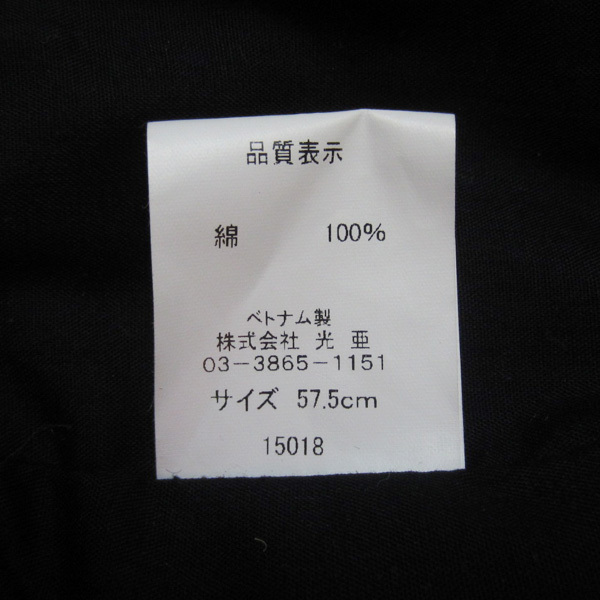 品質表示
綿 100%
ベトナム製
株式会社 光 亜
03-3865-1151
サイズ 57.5cm
15018